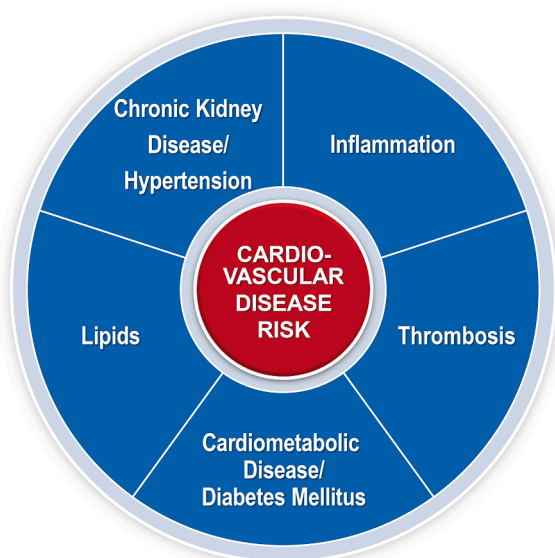 Chronic Kidney
Disease/
Hypertension
Inflammation
CARDIO-
VASCULAR
DISEASE
RISK
Lipids
Thrombosis
Cardiometabolic
Disease/
Diabetes Mellitus